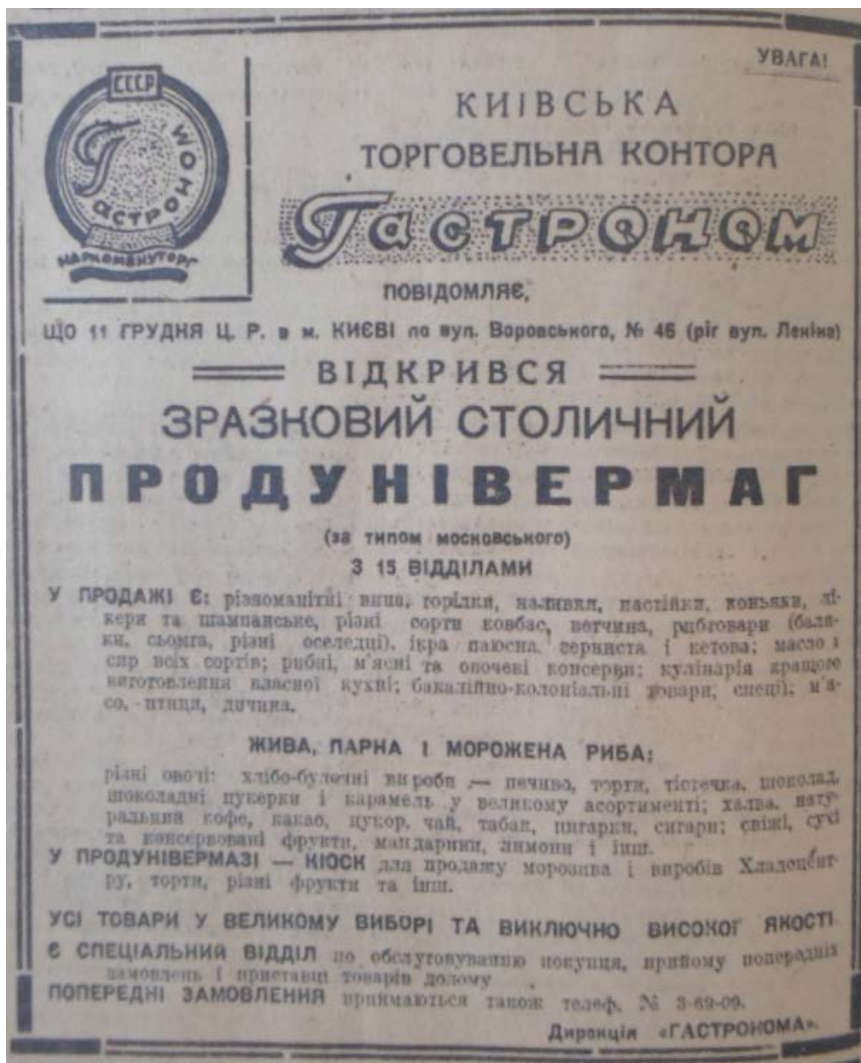 УВАГА!
СССР
Гастроном
НАРКОМВНУТОРГ
КИЇВСЬКА
ТОРГОВЕЛЬНА КОНТОРА
Гастроном
ПОВІДОМЛЯЄ,
ЩО 11 ГРУДНЯ Ц. Р. в м. КИЄВІ по вул. Воровського, № 46 (ріг вул. Леніна)
ВІДКРИВСЯ
ЗРАЗКОВИЙ СТОЛИЧНИЙ
ПРОДУНІВЕРМАГ
(за типом московського)
З 15 ВІДДІЛАМИ
У ПРОДАЖІ Є: різноманітні вина, горілки, наливки, настійки, коньяки, лі-
кери та шампанське, різні сорти ковбас, ветчина, рибтовари (бали-
ки, сьомга, різні оселедці), ікра паюсна, зерниста і кетова; масло і
сир всіх сортів; рибні, м'ясні та овочеві консерви; кулінарія кращого
виготовлення власної кухні; бакалійно-колоніальні товари; спеції; м'я-
со, птиця, дичина.
ЖИВА, ПАРНА І МОРОЖЕНА РИБА;
різні овочі: хлібо-булочні вироби — печиво, торти, тістечка, шоколад,
шоколадні цукерки і карамель у великому асортименті; халва, нату-
ральний кофе, какао, цукор, чай, табак, цигарки, сигари; свіжі, сухі
та консервовані фрукти, мандарини, лимони і інш.
У ПРОДУНІВЕРМАЗІ — КІОСК для продажу морозива і виробів Хладоцент-
ру, торти, різні фрукти та інш.
УСІ ТОВАРИ У ВЕЛИКОМУ ВИБОРІ ТА ВИКЛЮЧНО ВИСОКОЇ ЯКОСТІ
Є СПЕЦІАЛЬНИЙ ВІДДІЛ по обслуговуванню покупця, прийому попередніх
замовлень і приставці товарів додому
ПОПЕРЕДНІ ЗАМОВЛЕННЯ приймаються також телеф. № 3-69-09.
Дирекція «ГАСТРОНОМА».